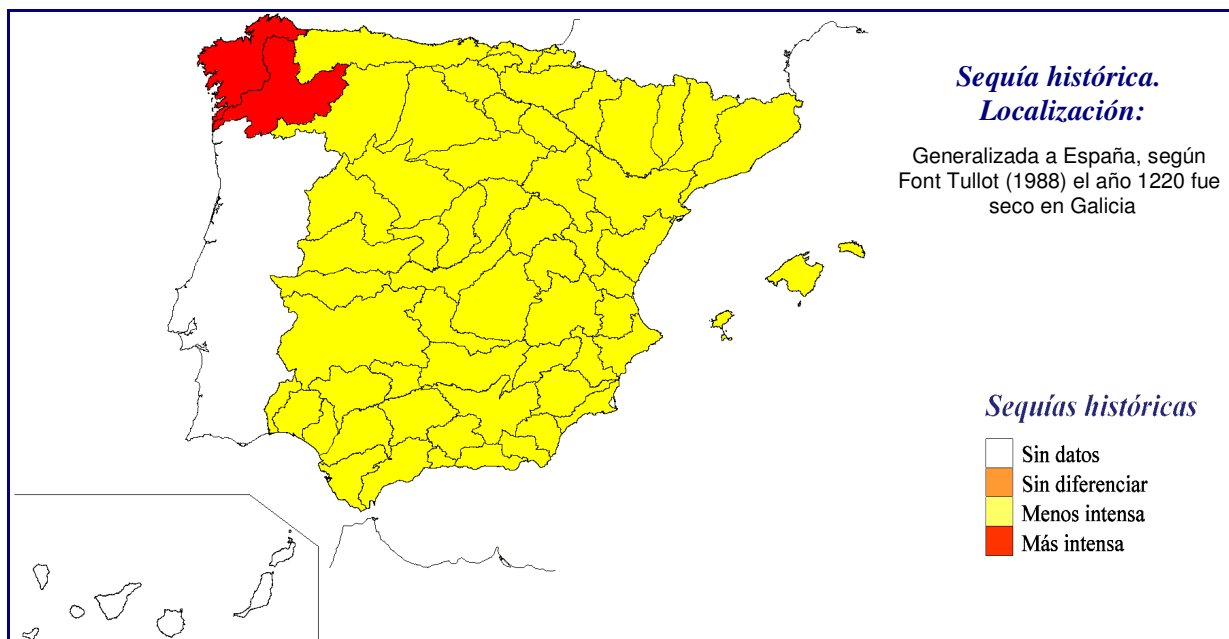 Sequía histórica.
Localización:
Generalizada a España, según
Font Tullot (1988) el año 1220 fue
seco en Galicia
Sequías históricas
Sin datos
Sin diferenciar
Menos intensa
Más intensa